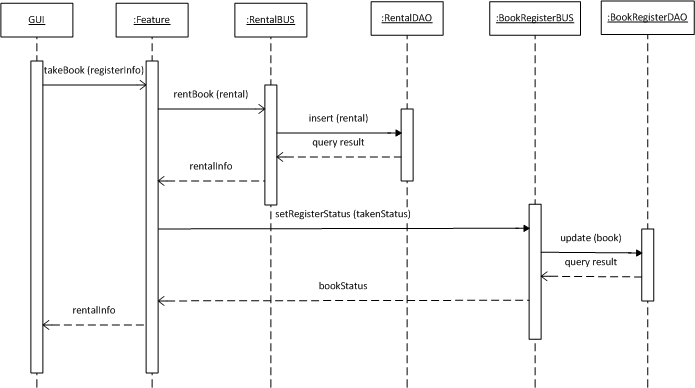 GUI
:Feature
:RentalBUS
:RentalDAO
:BookRegisterBUS
:BookRegisterDAO
takeBook (registerInfo)
rentBook (rental)
insert (rental)
query result
rentalInfo
setRegisterStatus (takenStatus)
update (book)
query result
bookStatus
rentalInfo